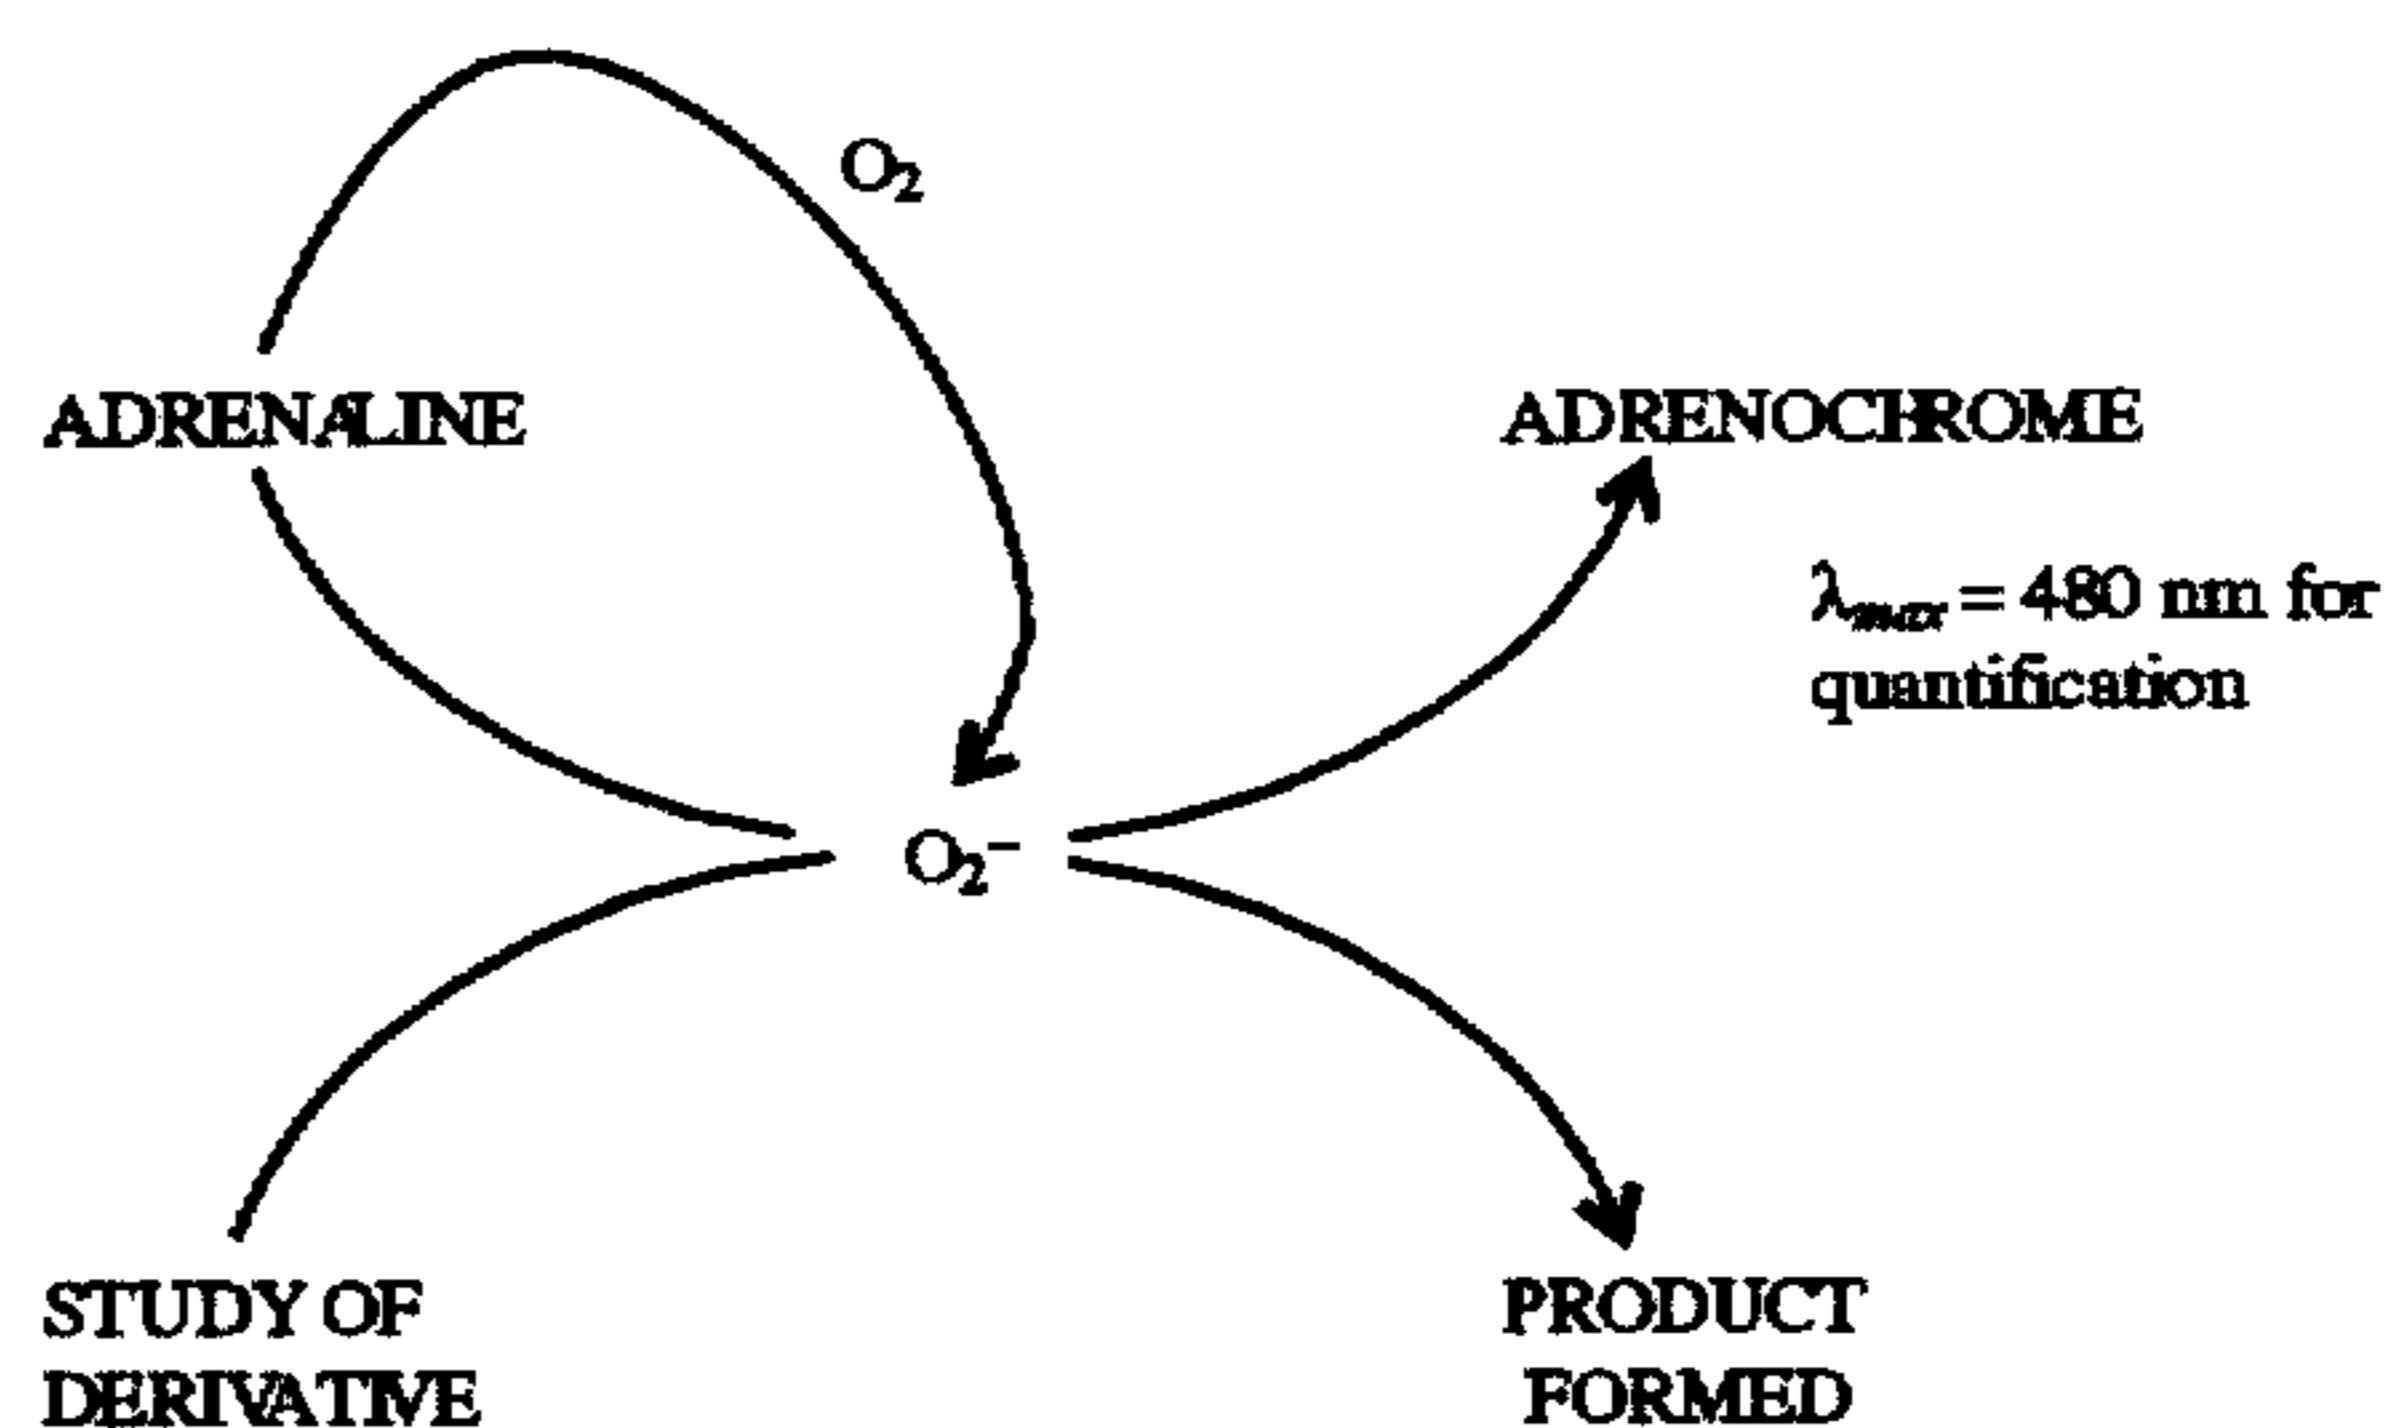 O₂
ADRENALINE
ADRENOCHROME
λmax = 480 nm for
quantification
O₂⁻
STUDY OF
DERIVATIVE
PRODUCT
FORMED